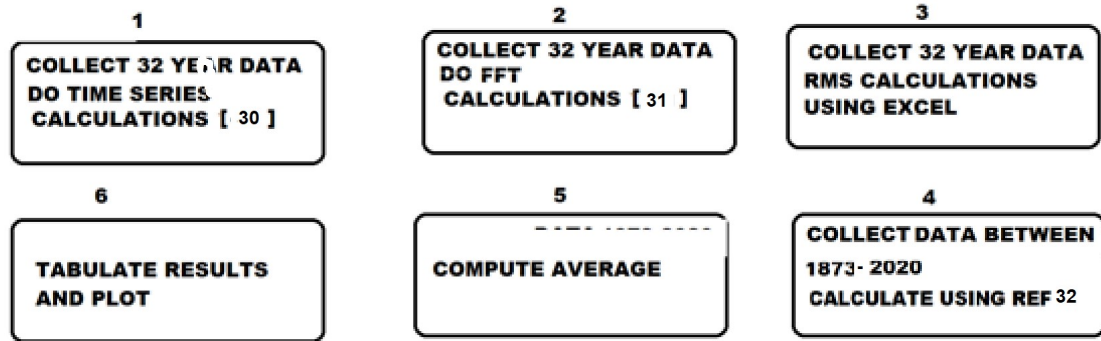 1
COLLECT 32 YEAR DATA
DO TIME SERIES
CALCULATIONS [ 30 ]
2
COLLECT 32 YEAR DATA
DO FFT
CALCULATIONS [ 31 ]
3
COLLECT 32 YEAR DATA
RMS CALCULATIONS
USING EXCEL
6
TABULATE RESULTS
AND PLOT
5
COMPUTE AVERAGE
4
COLLECT DATA BETWEEN
1873- 2020
CALCULATE USING REF 32